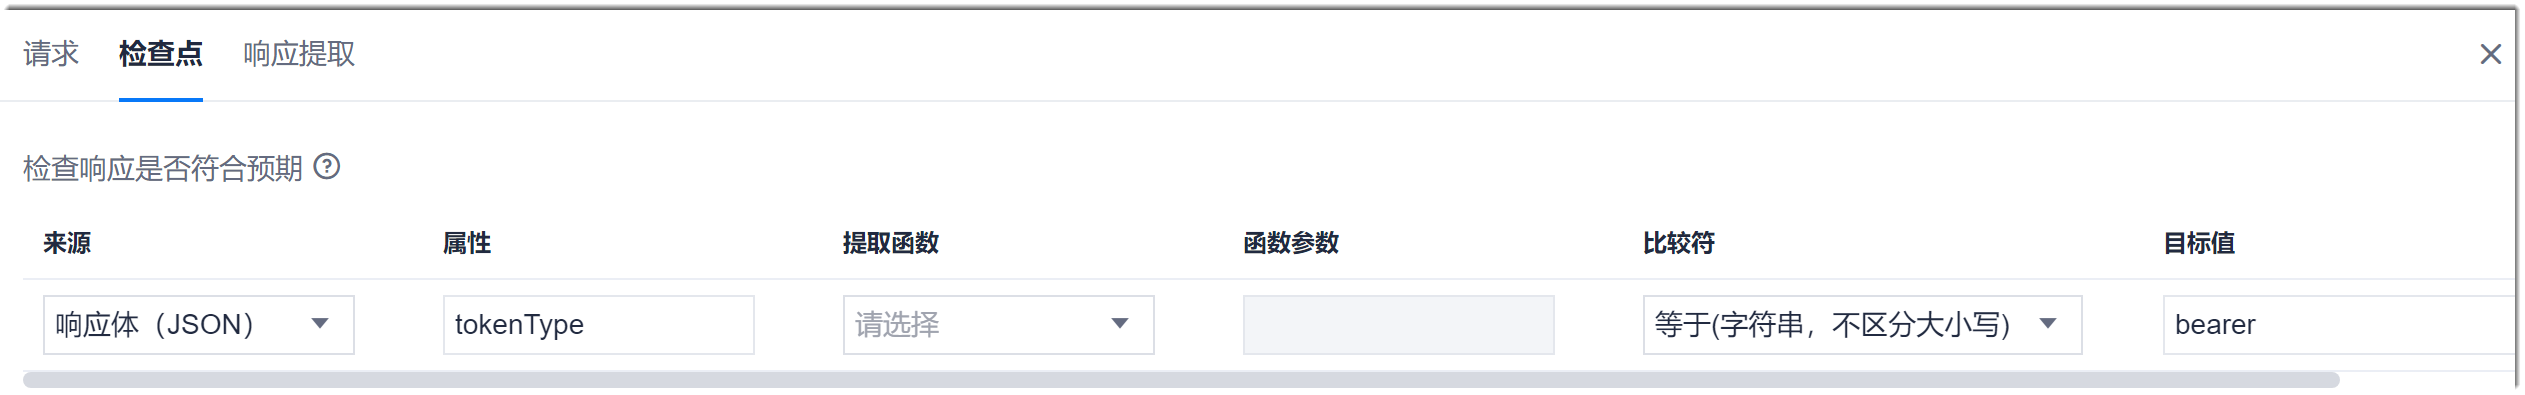 请求 检查点 响应提取
检查响应是否符合预期 ?
来源 属性 提取函数 函数参数 比较符 目标值
响应体（JSON） tokenType 请选择 等于(字符串，不区分大小写) bearer